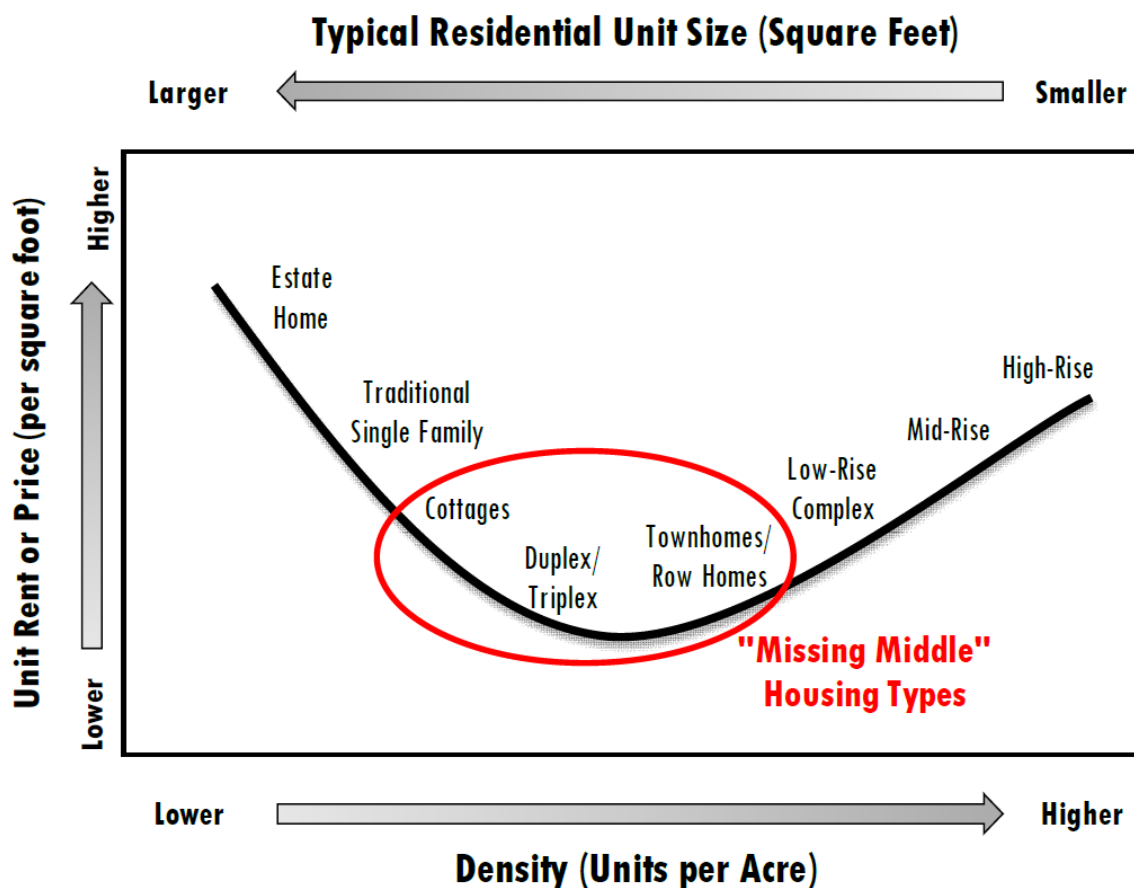 Typical Residential Unit Size (Square Feet)
Larger
Smaller
Unit Rent or Price (per square foot)
Higher
Lower
Estate
Home
Traditional
Single Family
Cottages
Duplex/
Triplex
Townhomes/
Row Homes
Low-Rise
Complex
Mid-Rise
High-Rise
"Missing Middle"
Housing Types
Lower
Higher
Density (Units per Acre)